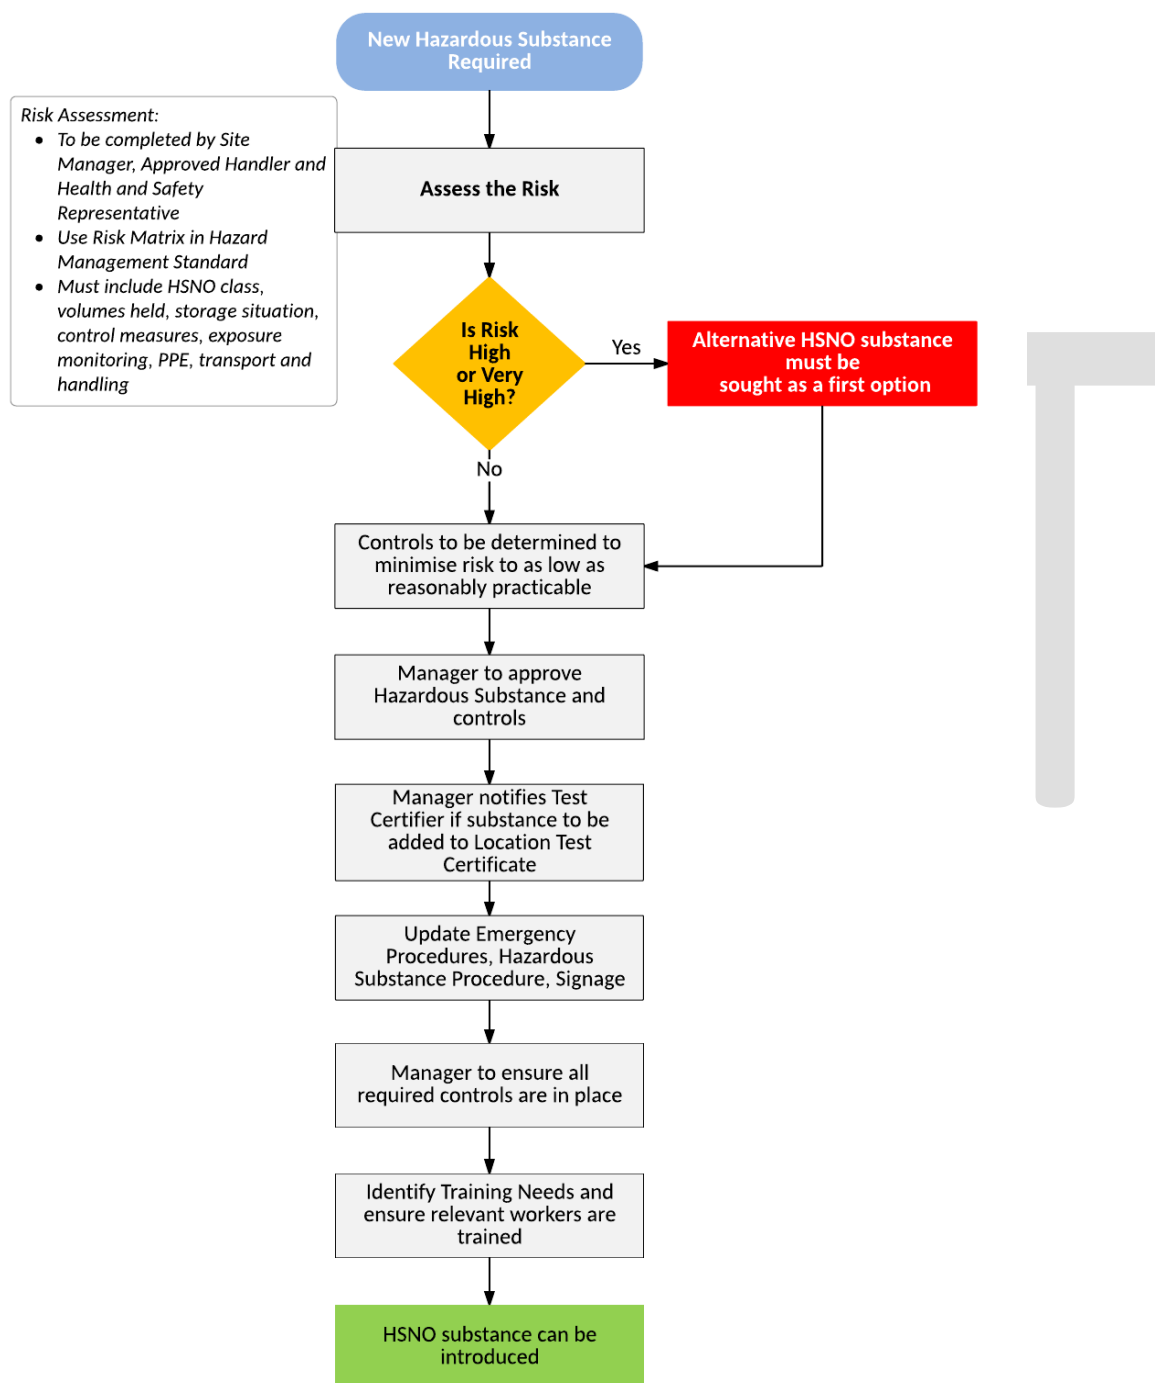 New Hazardous Substance
Required
Risk Assessment:
• To be completed by Site
Manager, Approved Handler and
Health and Safety
Representative
• Use Risk Matrix in Hazard
Management Standard
• Must include HSNO class,
volumes held, storage situation,
control measures, exposure
monitoring, PPE, transport and
handling
Assess the Risk
Is Risk
High
or Very
High?
Yes
Alternative HSNO substance
must be
sought as a first option
No
Controls to be determined to
minimise risk to as low as
reasonably practicable
Manager to approve
Hazardous Substance and
controls
Manager notifies Test
Certifier if substance to be
added to Location Test
Certificate
Update Emergency
Procedures, Hazardous
Substance Procedure, Signage
Manager to ensure all
required controls are in place
Identify Training Needs and
ensure relevant workers are
trained
HSNO substance can be
introduced